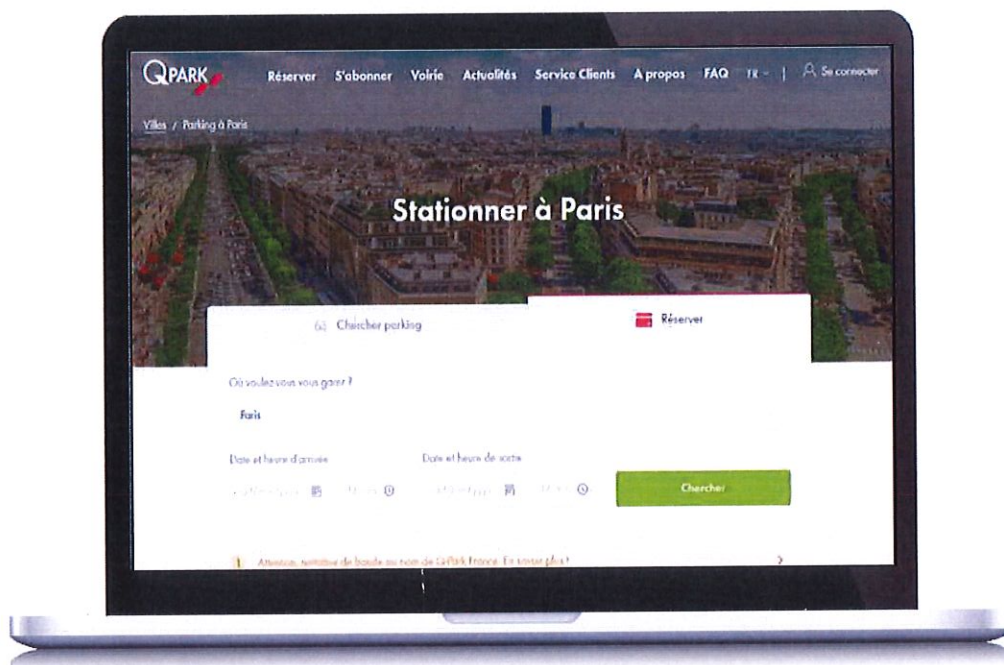 QPARK
Réserver S'abonner Voirie Actualités Service Clients A propos FAQ FR Se connecter
Villes / Parking à Paris
Stationner à Paris
Chercher parking
Réserver
Où voulez-vous vous garer ?
Paris
Date et heure d'arrivée Date et heure de sortie
Chercher
Attention, tentative de fraude au nom de Q-Park France. En savoir plus !